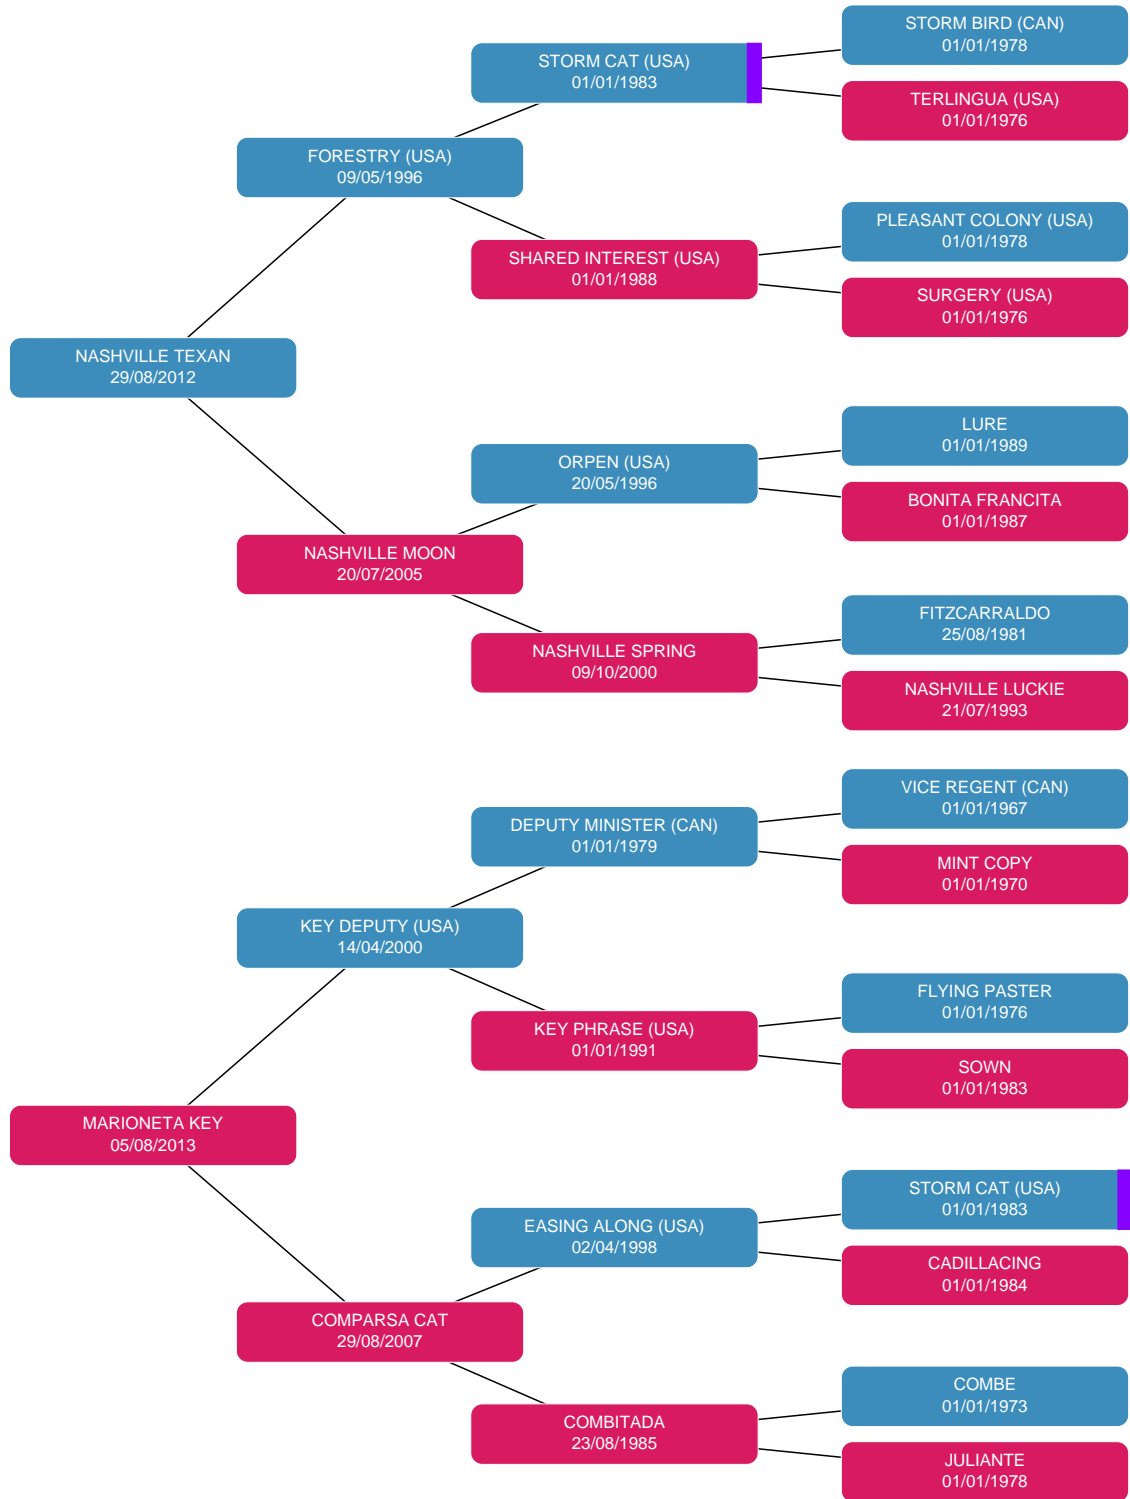 STORM BIRD (CAN)
01/01/1978
STORM CAT (USA)
01/01/1983
TERLINGUA (USA)
01/01/1976
FORESTRY (USA)
09/05/1996
PLEASANT COLONY (USA)
01/01/1978
SHARED INTEREST (USA)
01/01/1988
SURGERY (USA)
01/01/1976
NASHVILLE TEXAN
29/08/2012
LURE
01/01/1989
ORPEN (USA)
20/05/1996
BONITA FRANCITA
01/01/1987
NASHVILLE MOON
20/07/2005
FITZCARRALDO
25/08/1981
NASHVILLE SPRING
09/10/2000
NASHVILLE LUCKIE
21/07/1993
VICE REGENT (CAN)
01/01/1967
DEPUTY MINISTER (CAN)
01/01/1979
MINT COPY
01/01/1970
KEY DEPUTY (USA)
14/04/2000
FLYING PASTER
01/01/1976
KEY PHRASE (USA)
01/01/1991
SOWN
01/01/1983
MARIONETA KEY
05/08/2013
STORM CAT (USA)
01/01/1983
EASING ALONG (USA)
02/04/1998
CADILLACING
01/01/1984
COMPARSA CAT
29/08/2007
COMBE
01/01/1973
COMBITADA
23/08/1985
JULIANTE
01/01/1978